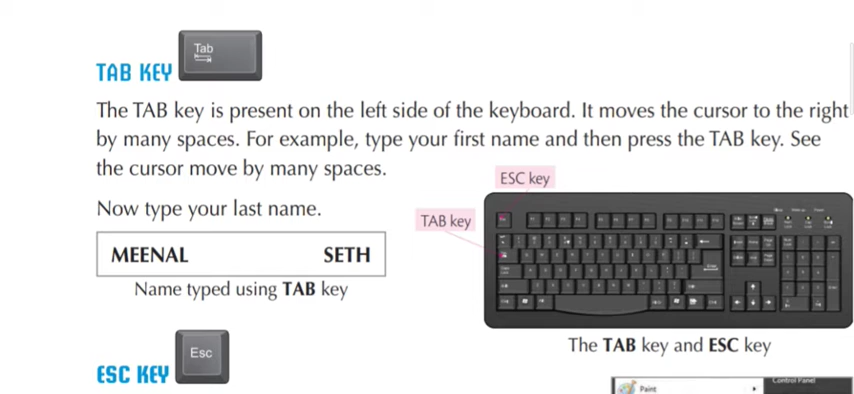 Tab
TAB KEY
The TAB key is present on the left side of the keyboard. It moves the cursor to the right
by many spaces. For example, type your first name and then press the TAB key. See
the cursor move by many spaces.
Now type your last name.
MEENAL SETH
Name typed using TAB key
ESC key
TAB key
The TAB key and ESC key
Esc
ESC KEY
Paint
Control Panel